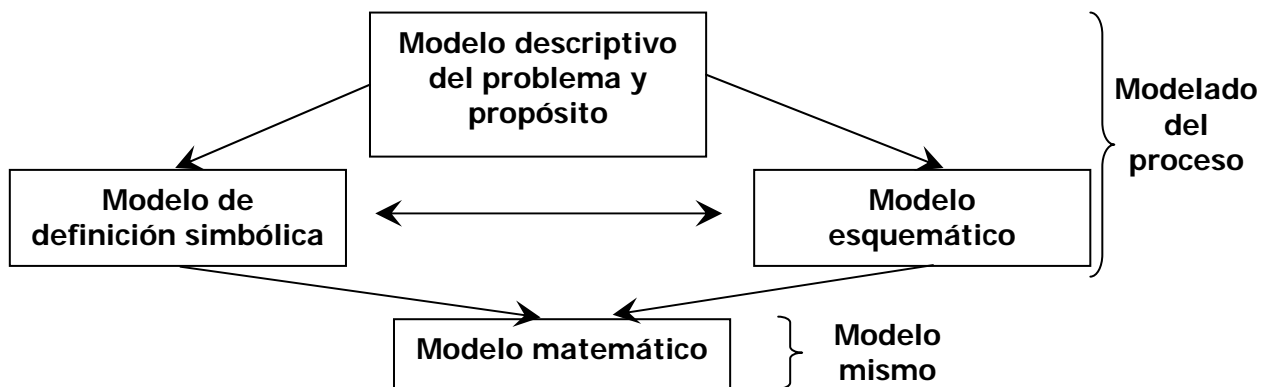 Modelo descriptivo
del problema y
propósito
Modelado
del
proceso
Modelo de
definición simbólica
Modelo
esquemático
Modelo matemático
Modelo
mismo